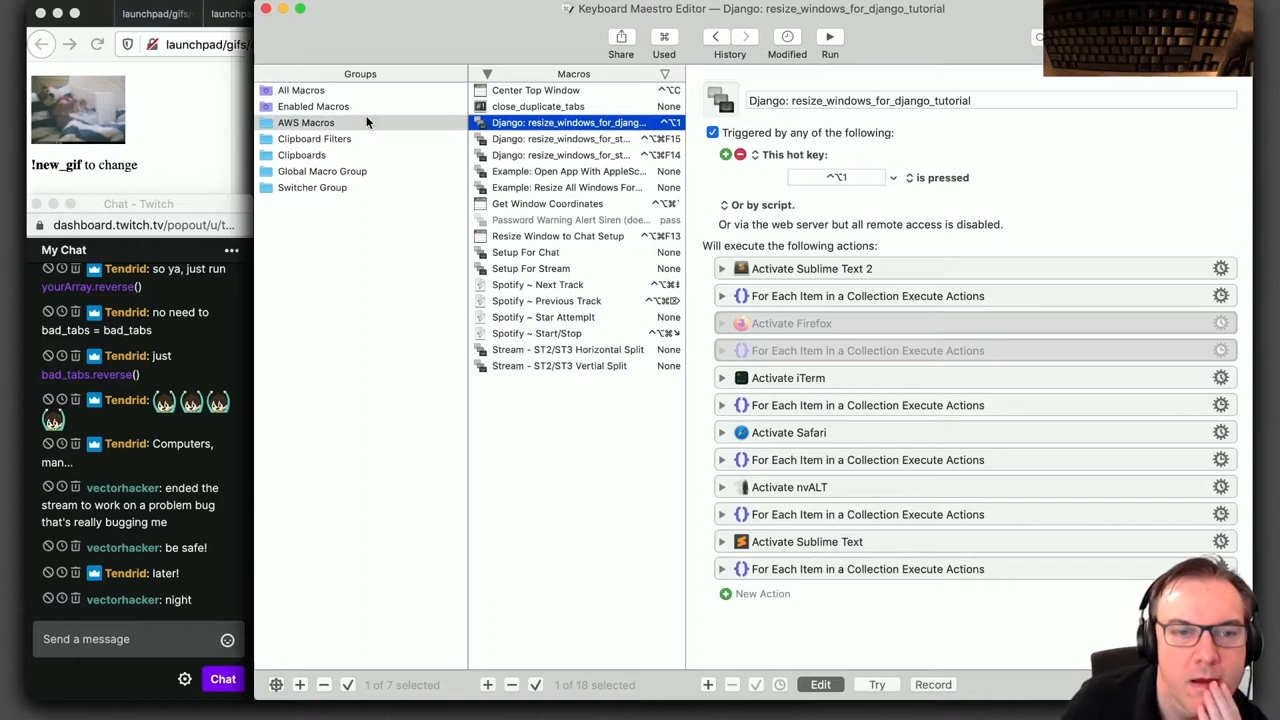 launchpad/gifs/
launchpad/gifs
launchpad/gifs/
!new_gif to change
Chat - Twitch
dashboard.twitch.tv/popout/u/t...
My Chat
Tendrid: so ya, just run
yourArray.reverse()
Tendrid: no need to
bad_tabs = bad_tabs
Tendrid: just
bad_tabs.reverse()
Tendrid:
Tendrid: Computers,
man...
vectorhacker: ended the
stream to work on a problem bug
that's really bugging me
vectorhacker: be safe!
Tendrid: later!
vectorhacker: night
Send a message
Chat
Keyboard Maestro Editor — Django: resize_windows_for_django_tutorial
Share
Used
History
Modified
Run
Groups
All Macros
Enabled Macros
AWS Macros
Clipboard Filters
Clipboards
Global Macro Group
Switcher Group
1 of 7 selected
Macros
Center Top Window ^⌥C
close_duplicate_tabs None
Django: resize_windows_for_djang... ^⌥1
Django: resize_windows_for_st... ^⌥⌘F15
Django: resize_windows_for_st... ^⌥⌘F14
Example: Open App With AppleSc... None
Example: Resize All Windows For... None
Get Window Coordinates ^⌥⌘`
Password Warning Alert Siren (doe... pass
Resize Window to Chat Setup ^⌥⌘F13
Setup For Chat None
Setup For Stream None
Spotify ~ Next Track ^⌥⌘⇟
Spotify ~ Previous Track ^⌥⌘⌦
Spotify ~ Star AttempIt None
Spotify ~ Start/Stop ^⌥⌘↘
Stream - ST2/ST3 Horizontal Split None
Stream - ST2/ST3 Vertial Split None
1 of 18 selected
Django: resize_windows_for_django_tutorial
Triggered by any of the following:
This hot key:
^⌥1 is pressed
Or by script.
Or via the web server but all remote access is disabled.
Will execute the following actions:
Activate Sublime Text 2
For Each Item in a Collection Execute Actions
Activate Firefox
For Each Item in a Collection Execute Actions
Activate iTerm
For Each Item in a Collection Execute Actions
Activate Safari
For Each Item in a Collection Execute Actions
Activate nvALT
For Each Item in a Collection Execute Actions
Activate Sublime Text
For Each Item in a Collection Execute Actions
New Action
Edit
Try
Record